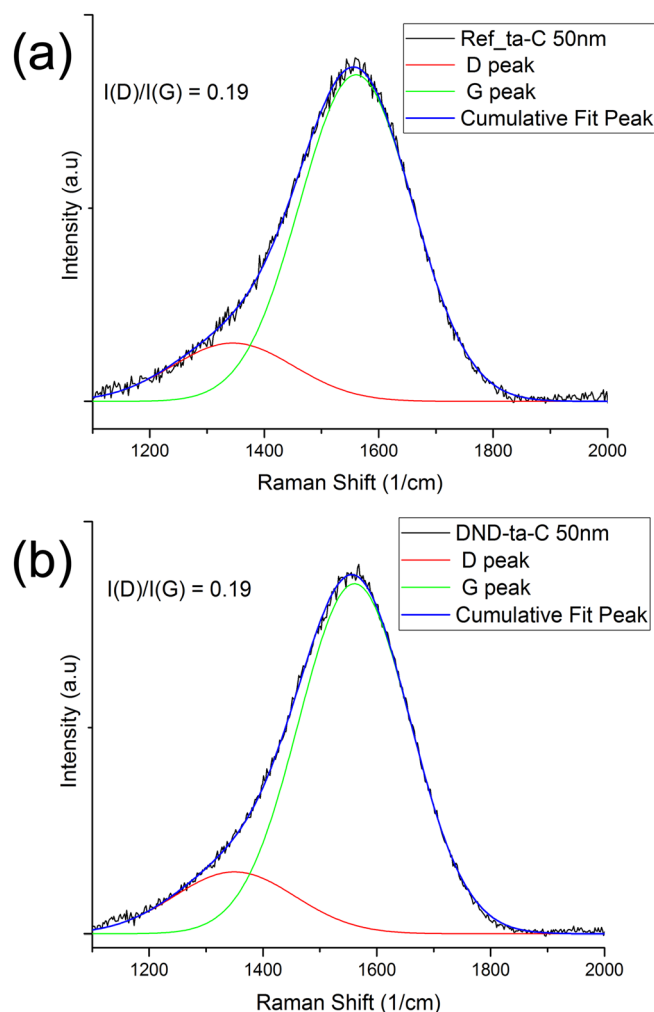 (a)
I(D)/I(G) = 0.19
Ref_ta-C 50nm
D peak
G peak
Cumulative Fit Peak
Intensity (a.u)
1200 1400 1600 1800 2000
Raman Shift (1/cm)
(b)
I(D)/I(G) = 0.19
DND-ta-C 50nm
D peak
G peak
Cumulative Fit Peak
Intensity (a.u)
1200 1400 1600 1800 2000
Raman Shift (1/cm)